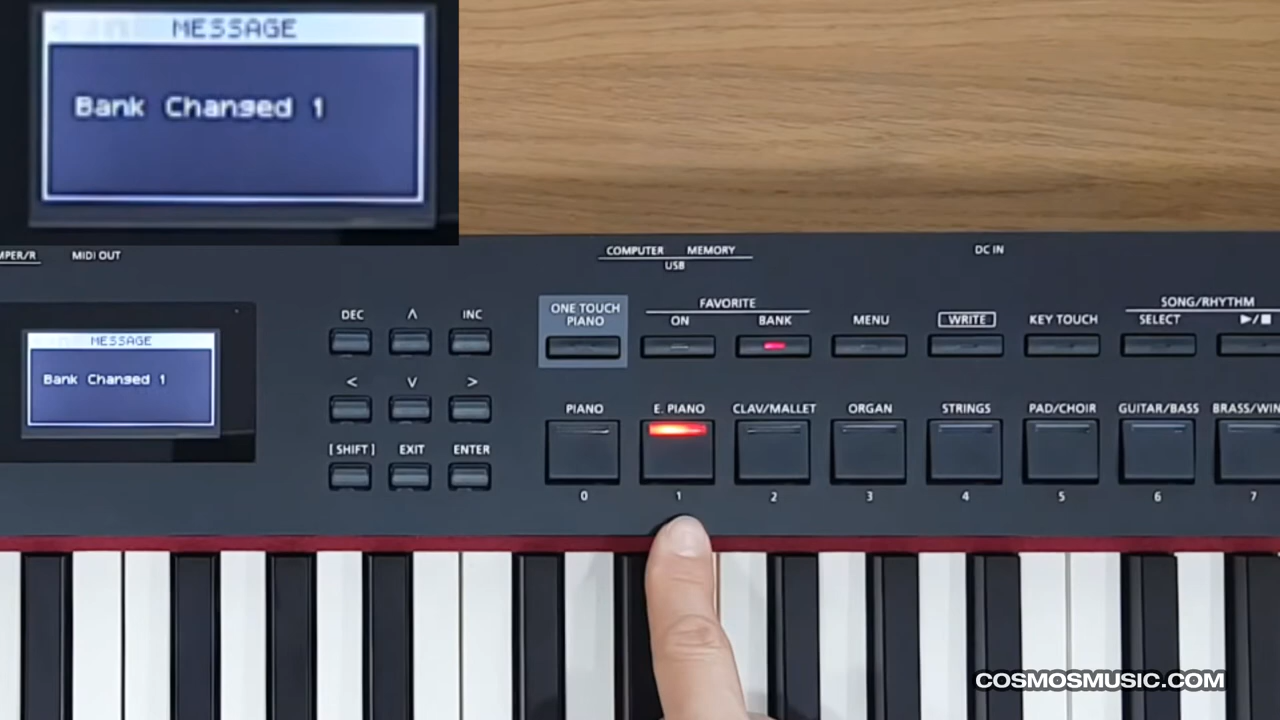 MESSAGE
Bank Changed 1
MIDI OUT
COMPUTER MEMORY
USB
DC IN
MESSAGE
Bank Changed 1
DEC ∧ INC
< ∨ >
[SHIFT] EXIT ENTER
ONE TOUCH
PIANO
FAVORITE
ON BANK
MENU
WRITE
KEY TOUCH
SONG/RHYTHM
SELECT ▶/■
PIANO E. PIANO CLAV/MALLET ORGAN STRINGS PAD/CHOIR GUITAR/BASS BRASS/WIN
0 1 2 3 4 5 6 7
COSMOSMUSIC.COM